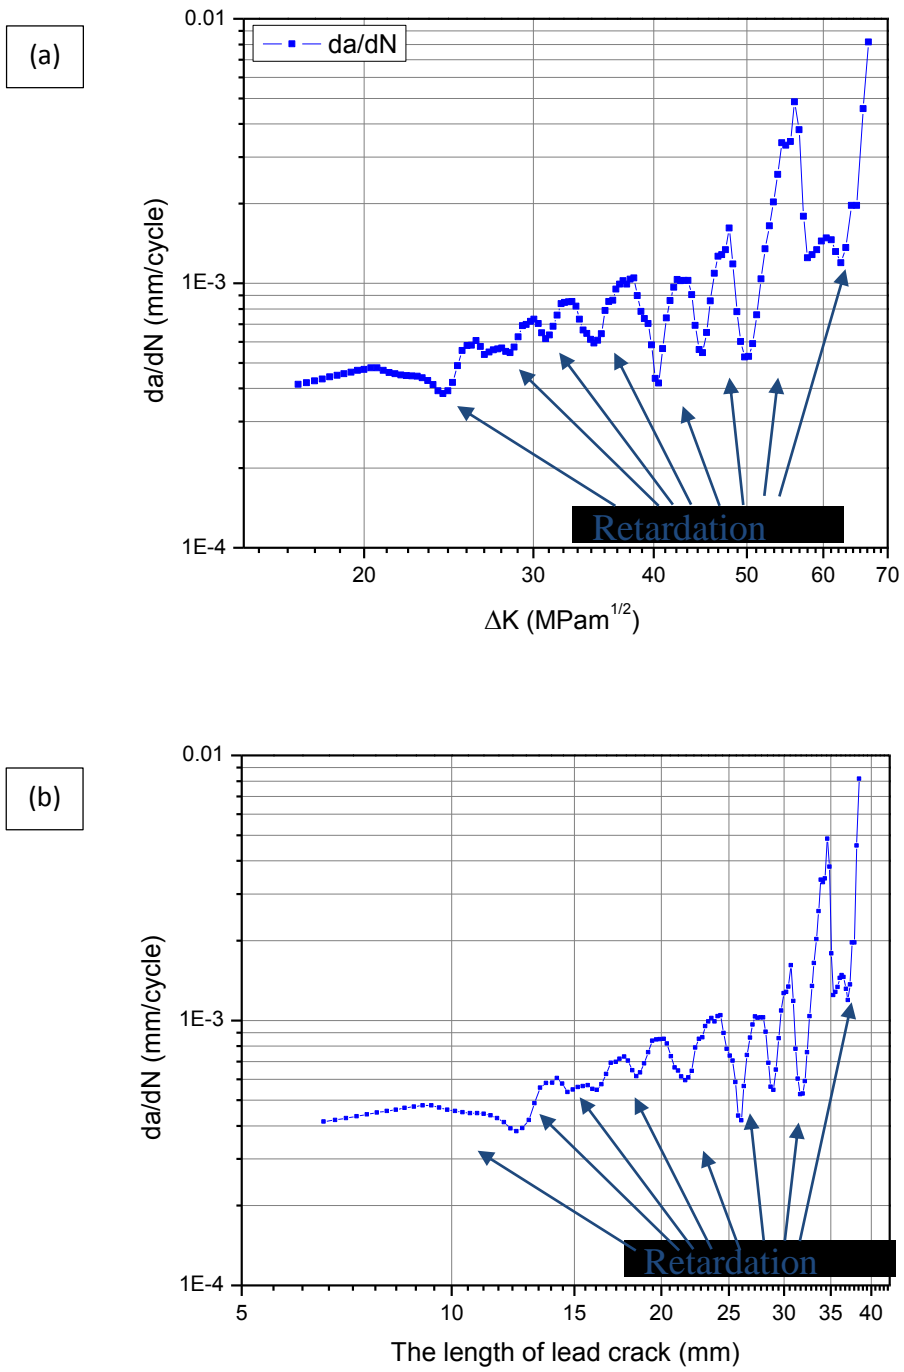 (a)
0.01
da/dN
1E-3
1E-4
da/dN (mm/cycle)
Retardation
20 30 40 50 60 70
ΔK (MPam1/2)
(b)
0.01
1E-3
1E-4
da/dN (mm/cycle)
Retardation
5 10 15 20 25 30 35 40
The length of lead crack (mm)